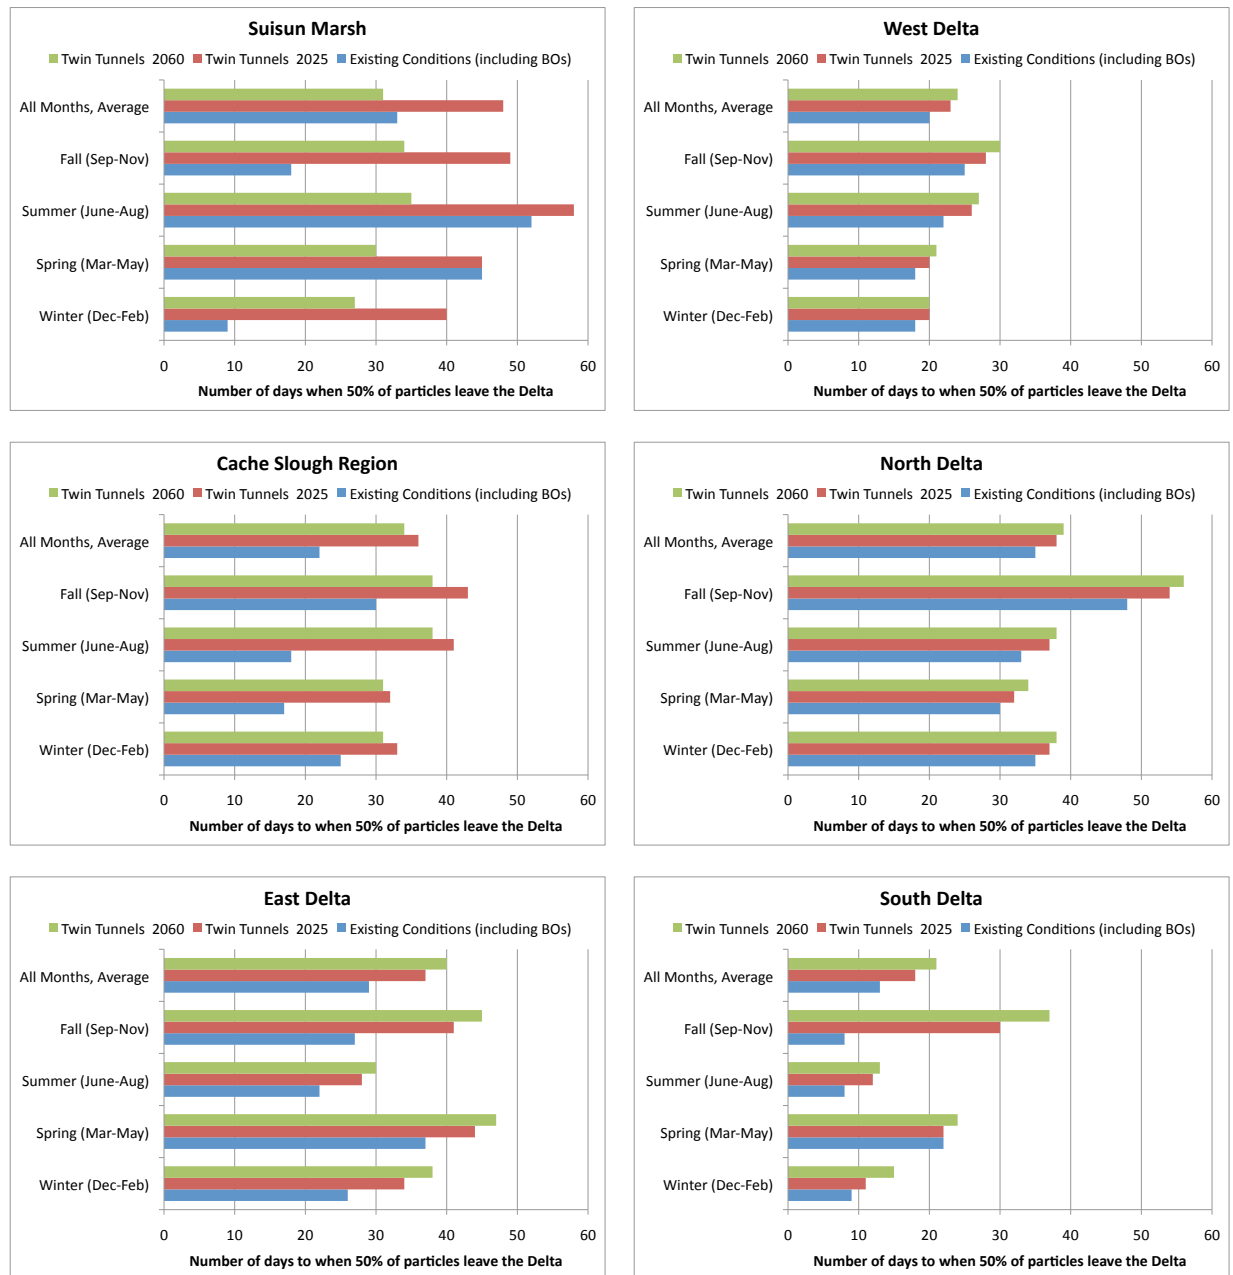 Suisun Marsh
Twin Tunnels 2060 Twin Tunnels 2025 Existing Conditions (including BOs)
All Months, Average
Fall (Sep-Nov)
Summer (June-Aug)
Spring (Mar-May)
Winter (Dec-Feb)
0 10 20 30 40 50 60
Number of days when 50% of particles leave the Delta
West Delta
Twin Tunnels 2060 Twin Tunnels 2025 Existing Conditions (including BOs)
All Months, Average
Fall (Sep-Nov)
Summer (June-Aug)
Spring (Mar-May)
Winter (Dec-Feb)
0 10 20 30 40 50 60
Number of days to when 50% of particles leave the Delta
Cache Slough Region
Twin Tunnels 2060 Twin Tunnels 2025 Existing Conditions (including BOs)
All Months, Average
Fall (Sep-Nov)
Summer (June-Aug)
Spring (Mar-May)
Winter (Dec-Feb)
0 10 20 30 40 50 60
Number of days to when 50% of particles leave the Delta
North Delta
Twin Tunnels 2060 Twin Tunnels 2025 Existing Conditions (including BOs)
All Months, Average
Fall (Sep-Nov)
Summer (June-Aug)
Spring (Mar-May)
Winter (Dec-Feb)
0 10 20 30 40 50 60
Number of days to when 50% of particles leave the Delta
East Delta
Twin Tunnels 2060 Twin Tunnels 2025 Existing Conditions (including BOs)
All Months, Average
Fall (Sep-Nov)
Summer (June-Aug)
Spring (Mar-May)
Winter (Dec-Feb)
0 10 20 30 40 50 60
Number of days to when 50% of particles leave the Delta
South Delta
Twin Tunnels 2060 Twin Tunnels 2025 Existing Conditions (including BOs)
All Months, Average
Fall (Sep-Nov)
Summer (June-Aug)
Spring (Mar-May)
Winter (Dec-Feb)
0 10 20 30 40 50 60
Number of days to when 50% of particles leave the Delta